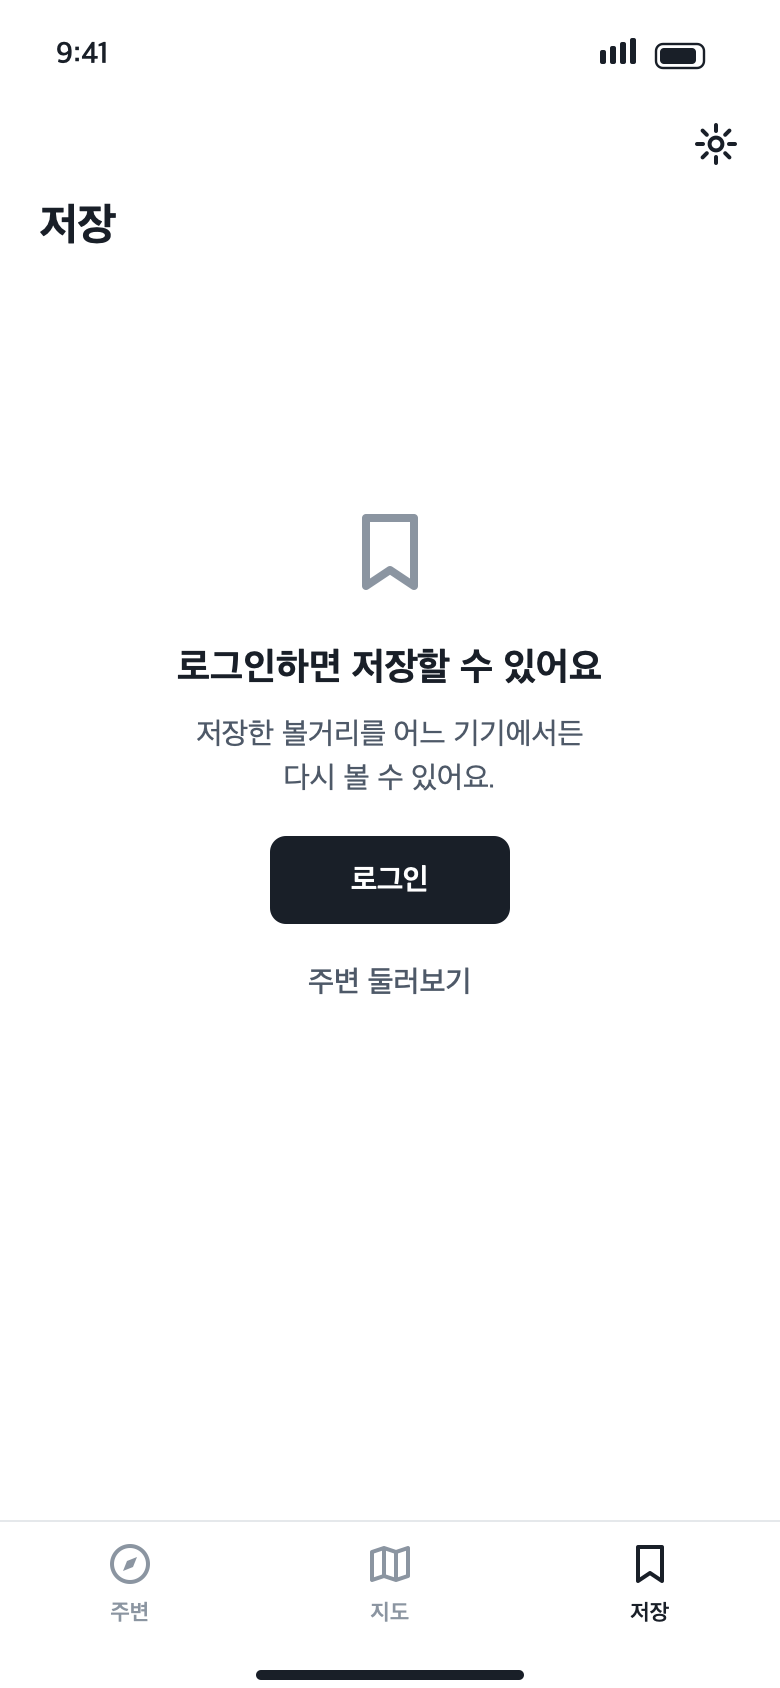 9:41
저장
로그인하면 저장할 수 있어요
저장한 볼거리를 어느 기기에서든
다시 볼 수 있어요.
로그인
주변 둘러보기
주변
지도
저장